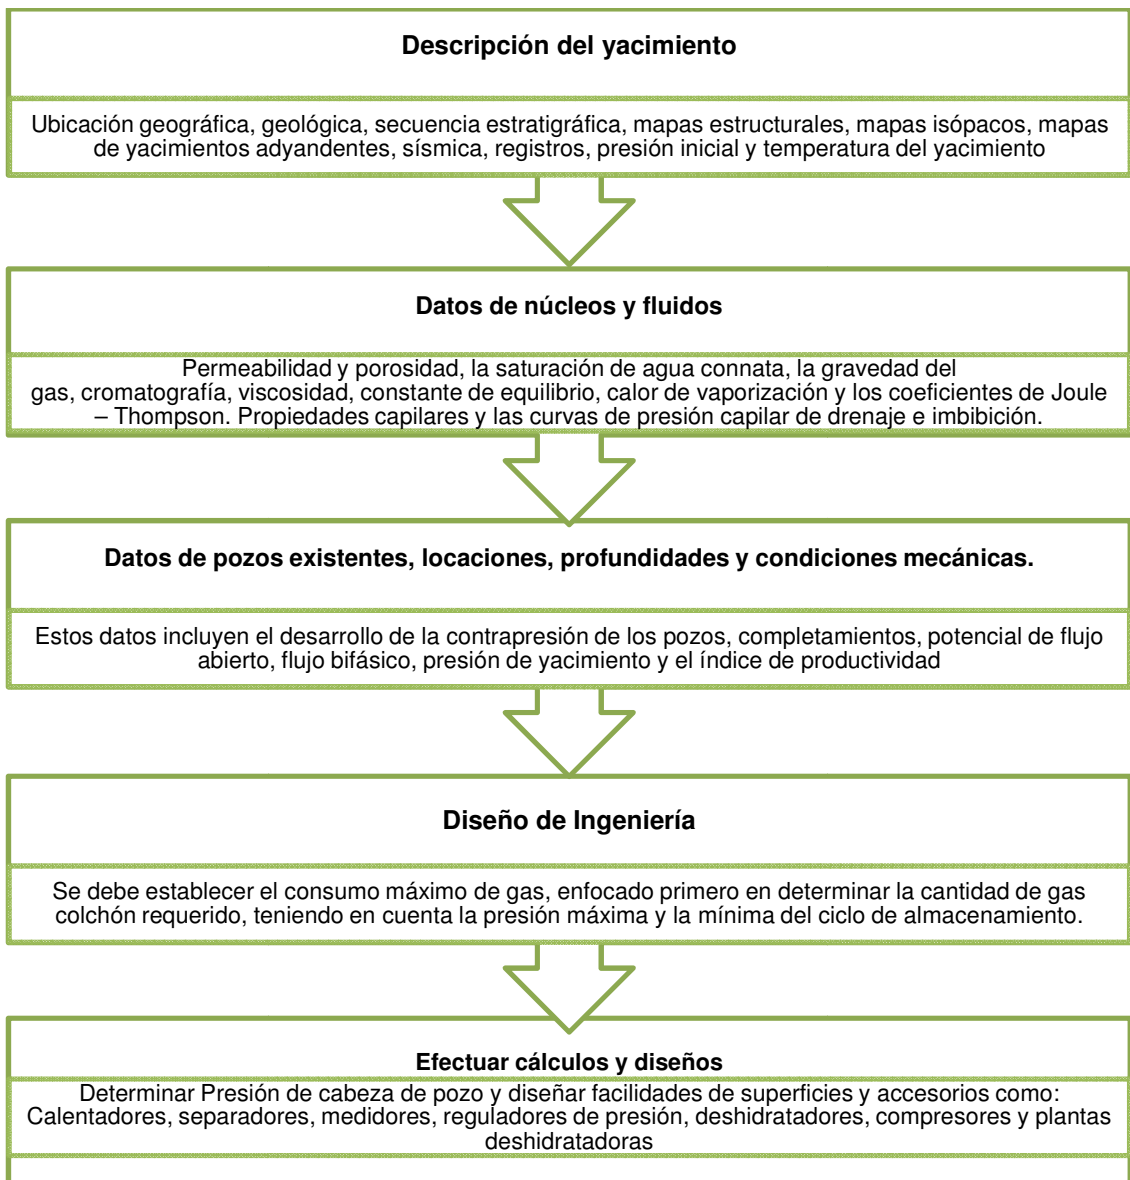 Descripción del yacimiento
Ubicación geográfica, geológica, secuencia estratigráfica, mapas estructurales, mapas isópacos, mapas
de yacimientos adyandentes, sísmica, registros, presión inicial y temperatura del yacimiento
Datos de núcleos y fluidos
Permeabilidad y porosidad, la saturación de agua connata, la gravedad del
gas, cromatografía, viscosidad, constante de equilibrio, calor de vaporización y los coeficientes de Joule
– Thompson. Propiedades capilares y las curvas de presión capilar de drenaje e imbibición.
Datos de pozos existentes, locaciones, profundidades y condiciones mecánicas.
Estos datos incluyen el desarrollo de la contrapresión de los pozos, completamientos, potencial de flujo
abierto, flujo bifásico, presión de yacimiento y el índice de productividad
Diseño de Ingeniería
Se debe establecer el consumo máximo de gas, enfocado primero en determinar la cantidad de gas
colchón requerido, teniendo en cuenta la presión máxima y la mínima del ciclo de almacenamiento.
Efectuar cálculos y diseños
Determinar Presión de cabeza de pozo y diseñar facilidades de superficies y accesorios como:
Calentadores, separadores, medidores, reguladores de presión, deshidratadores, compresores y plantas
deshidratadoras